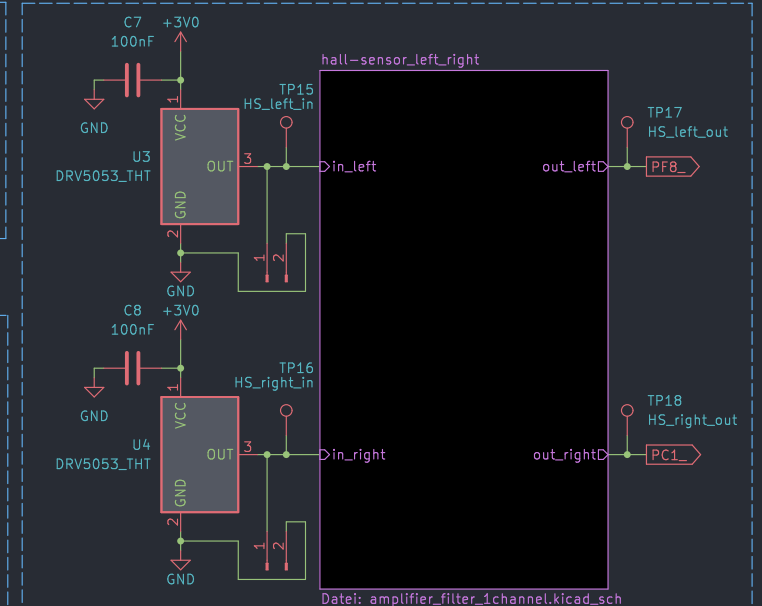 C7
+3V0
100nF
GND
1
VCC
U3
DRV5053_THT
OUT
3
GND
2
GND
1
2
TP15
HS_left_in
hall-sensor_left_right
in_left
out_left
TP17
HS_left_out
PF8_
C8
+3V0
100nF
GND
1
VCC
U4
DRV5053_THT
OUT
3
GND
2
GND
1
2
TP16
HS_right_in
in_right
out_right
TP18
HS_right_out
PC1_
Datei: amplifier_filter_1channel.kicad_sch